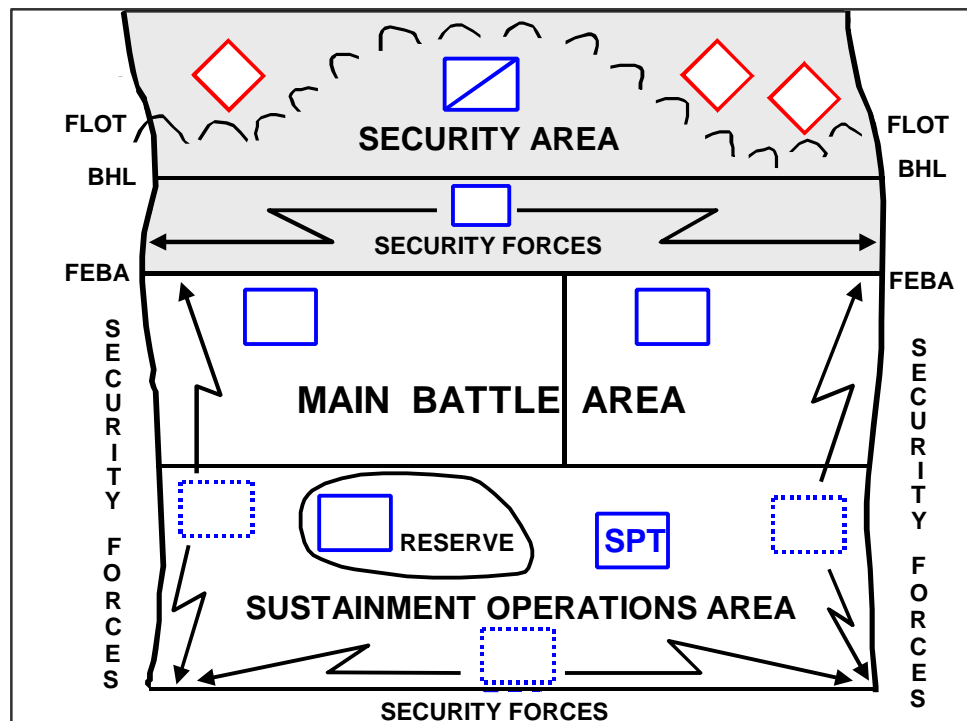 FLOT
FLOT
SECURITY AREA
BHL
BHL
SECURITY FORCES
FEBA
FEBA
SECURITY FORCES
SECURITY FORCES
MAIN BATTLE AREA
RESERVE
SPT
SUSTAINMENT OPERATIONS AREA
SECURITY FORCES